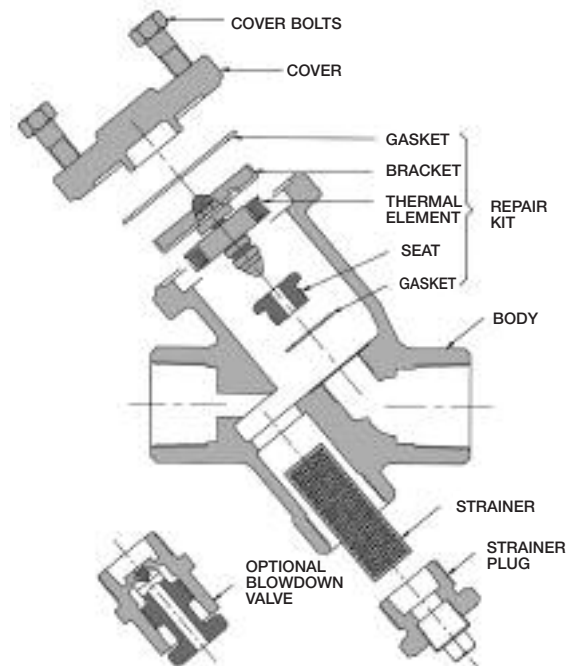 COVER BOLTS
COVER
GASKET
BRACKET
THERMAL
ELEMENT
REPAIR
KIT
SEAT
GASKET
BODY
STRAINER
STRAINER
PLUG
OPTIONAL
BLOWDOWN
VALVE